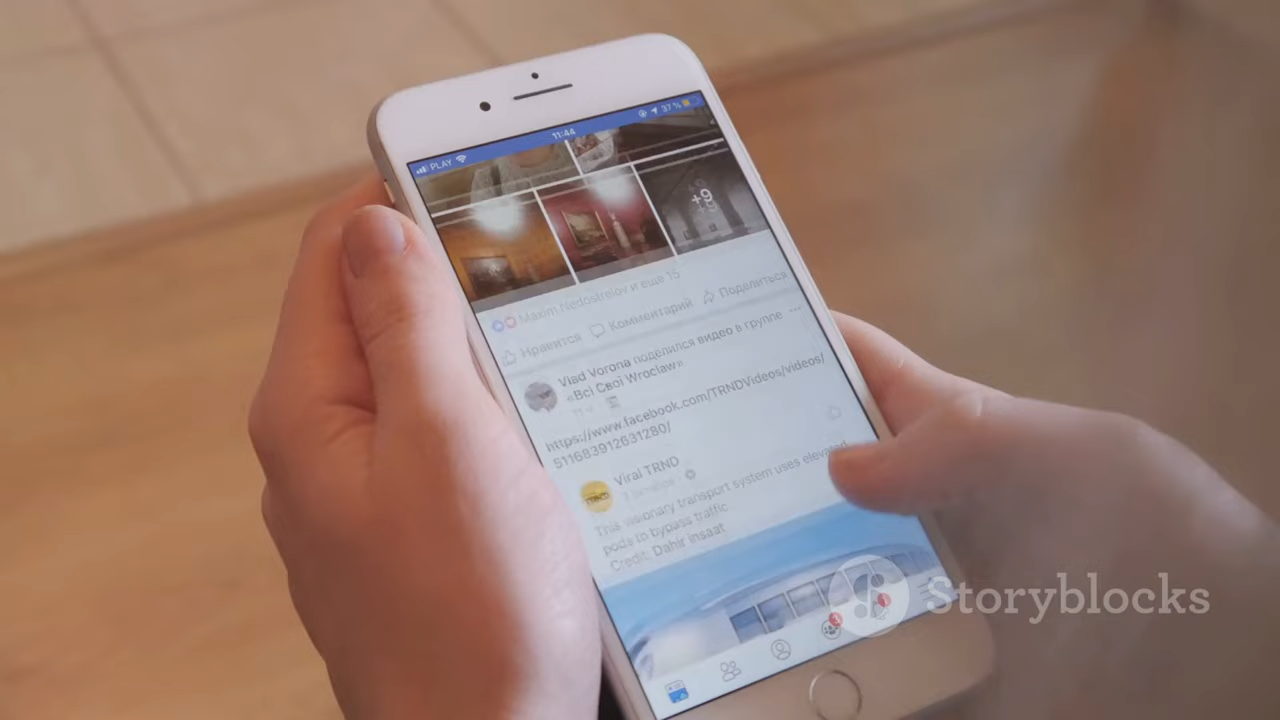 PLAY
11:44
37 %
+9
Maxim Nedostrelov и еще 15
Нравится
Комментарий
Поделиться
Vlad Vorona поделился видео в группе
«Всі Свої Wroclaw»
https://www.facebook.com/TRNDVideos/videos/
511683912631280/
Viral TRND
This visionary transport system uses elevated
pods to bypass traffic
Credit: Dahir Insaat
3
Storyblocks